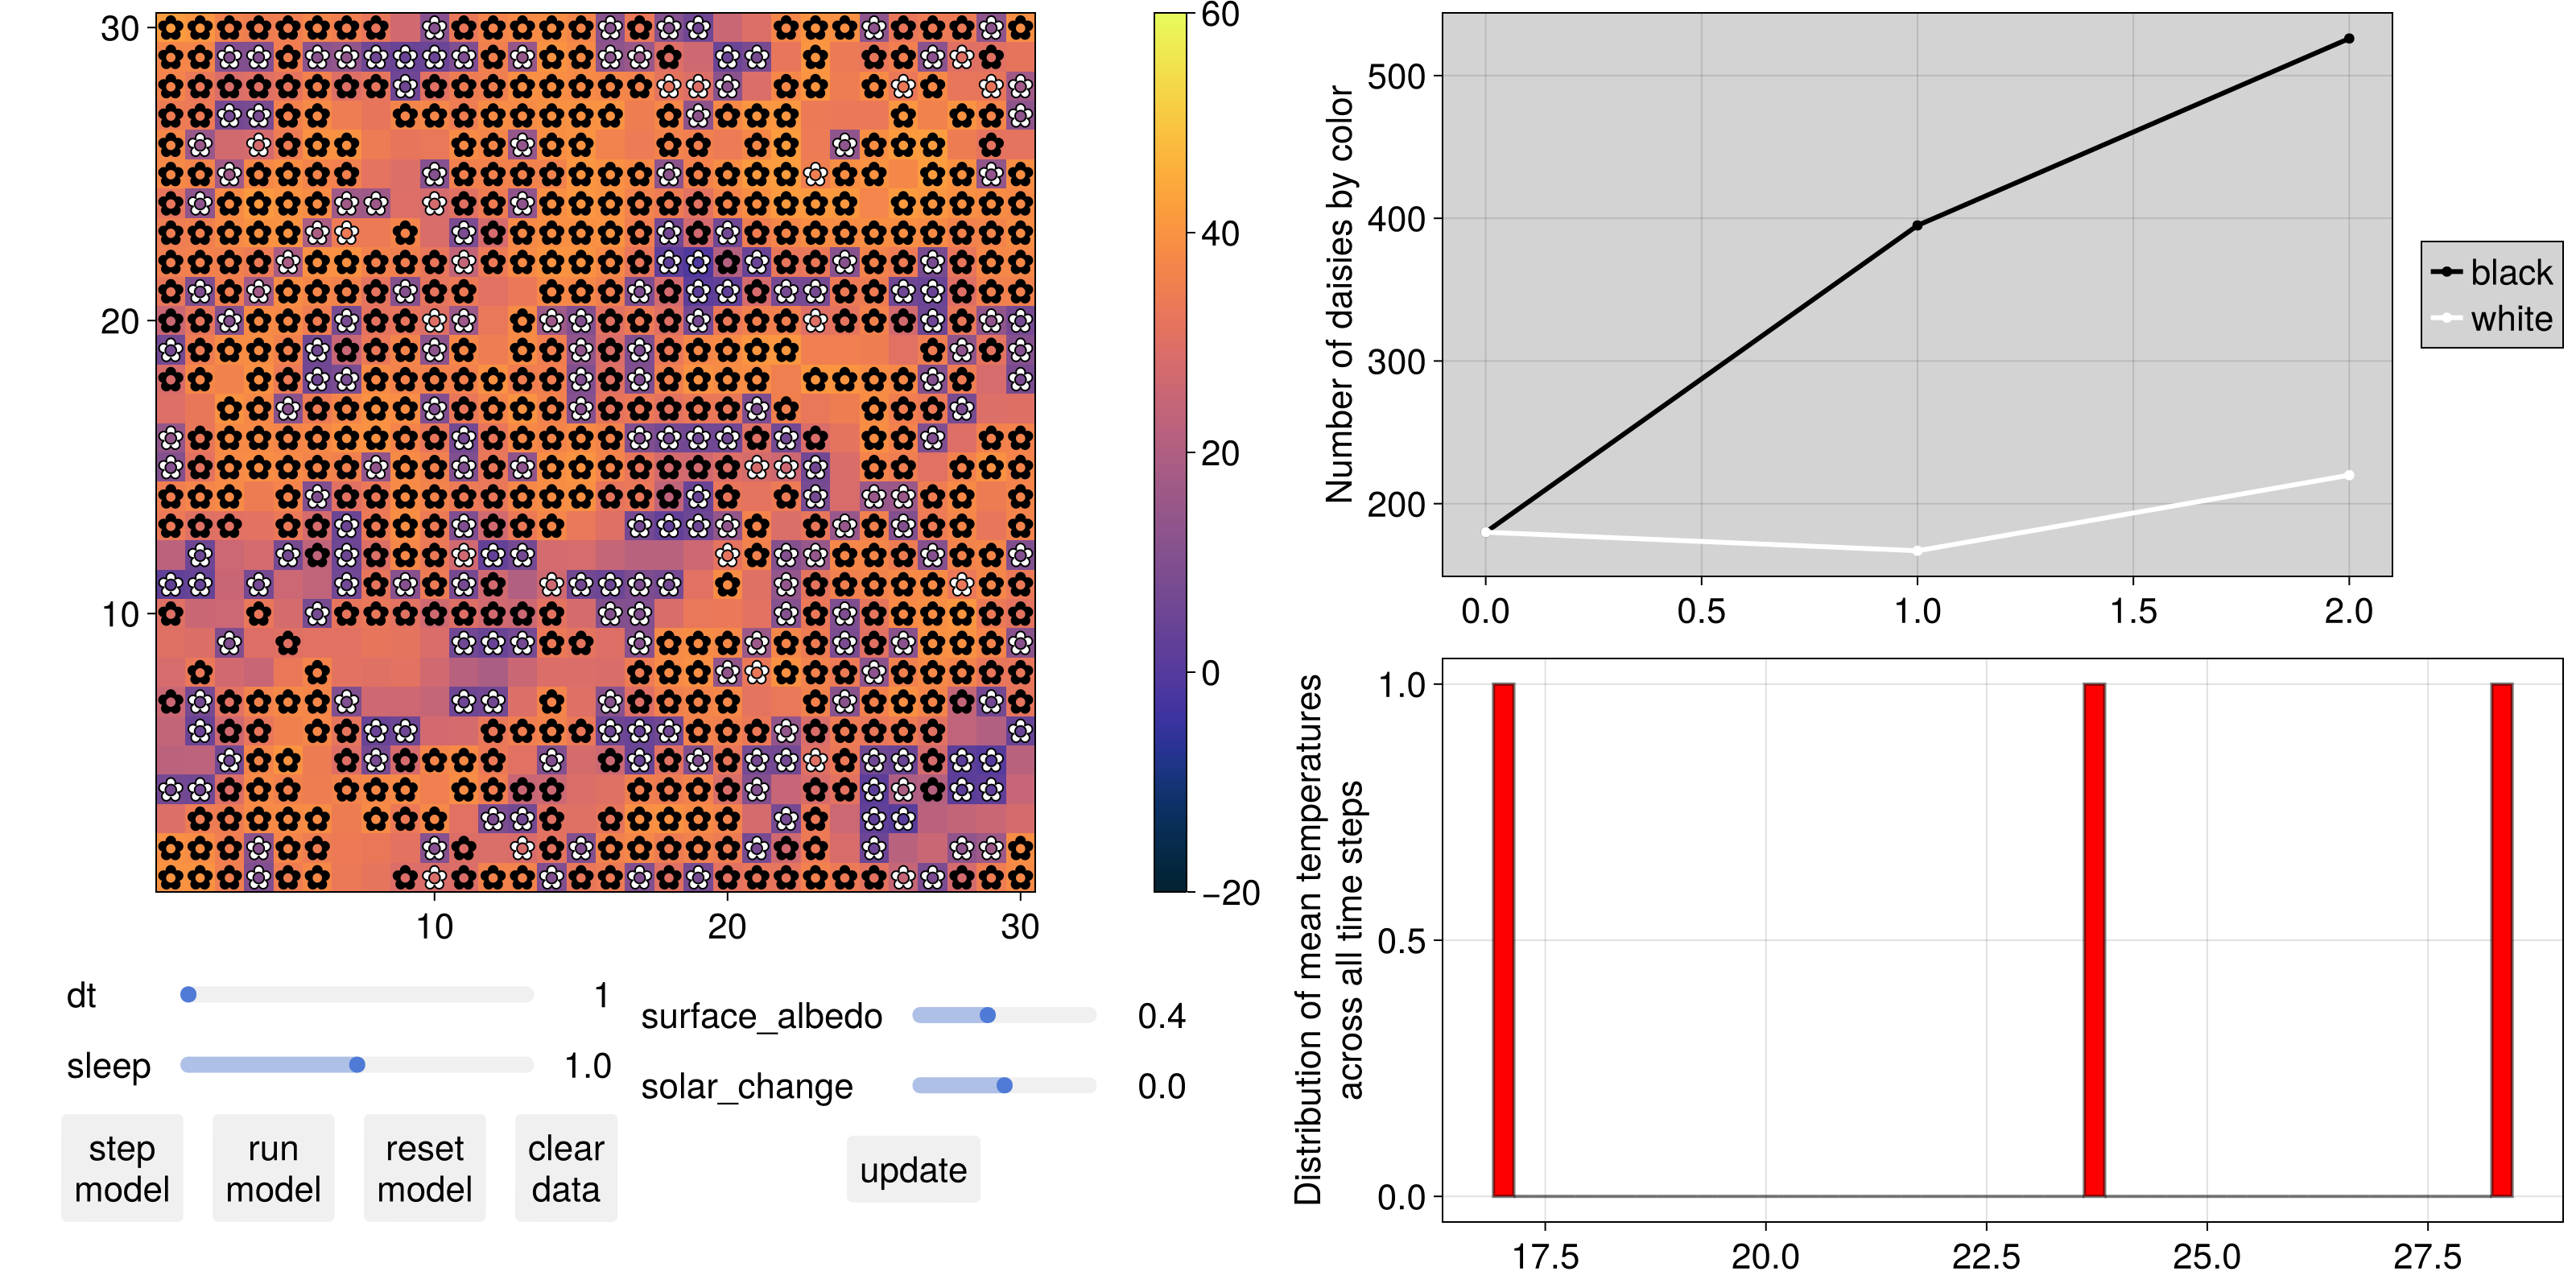 30
20
10
10
20
30
60
40
20
0
−20
Number of daisies by color
500
400
300
200
0.0
0.5
1.0
1.5
2.0
black
white
Distribution of mean temperatures
across all time steps
1.0
0.5
0.0
17.5
20.0
22.5
25.0
27.5
dt
1
sleep
1.0
surface_albedo
0.4
solar_change
0.0
step
model
run
model
reset
model
clear
data
update